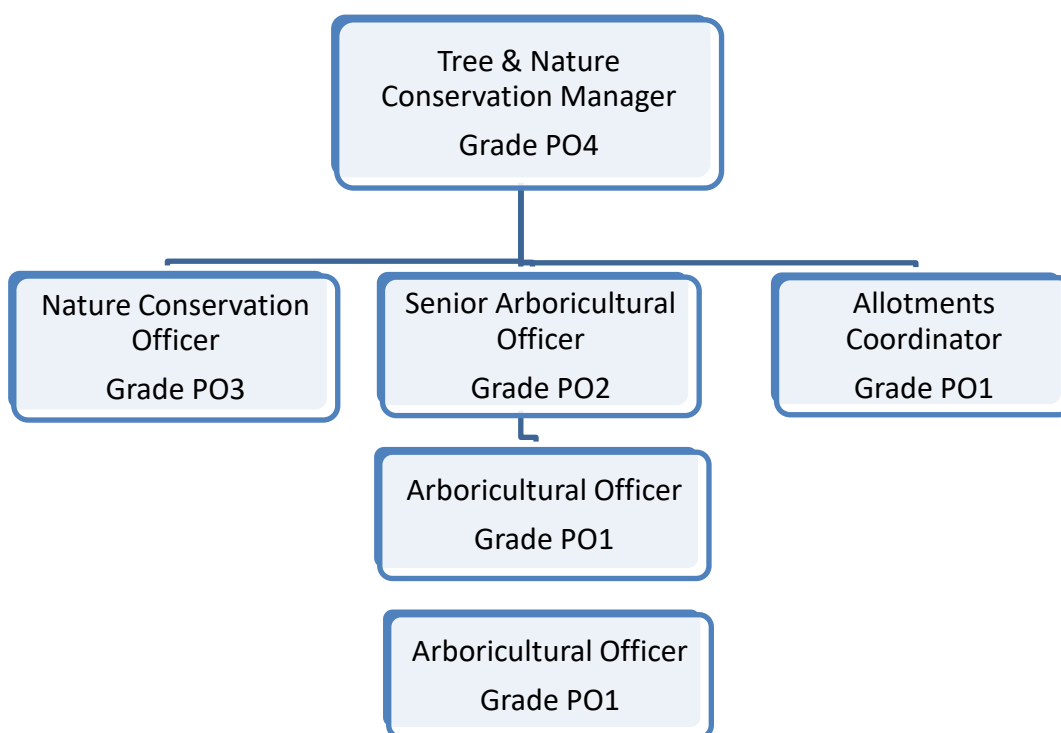 Tree & Nature
Conservation Manager
Grade PO4
Nature Conservation
Officer
Grade PO3
Senior Arboricultural
Officer
Grade PO2
Allotments
Coordinator
Grade PO1
Arboricultural Officer
Grade PO1
Arboricultural Officer
Grade PO1